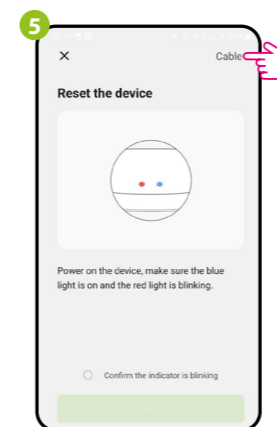 5
Cable
Reset the device
Power on the device, make sure the blue
light is on and the red light is blinking.
Confirm the indicator is blinking